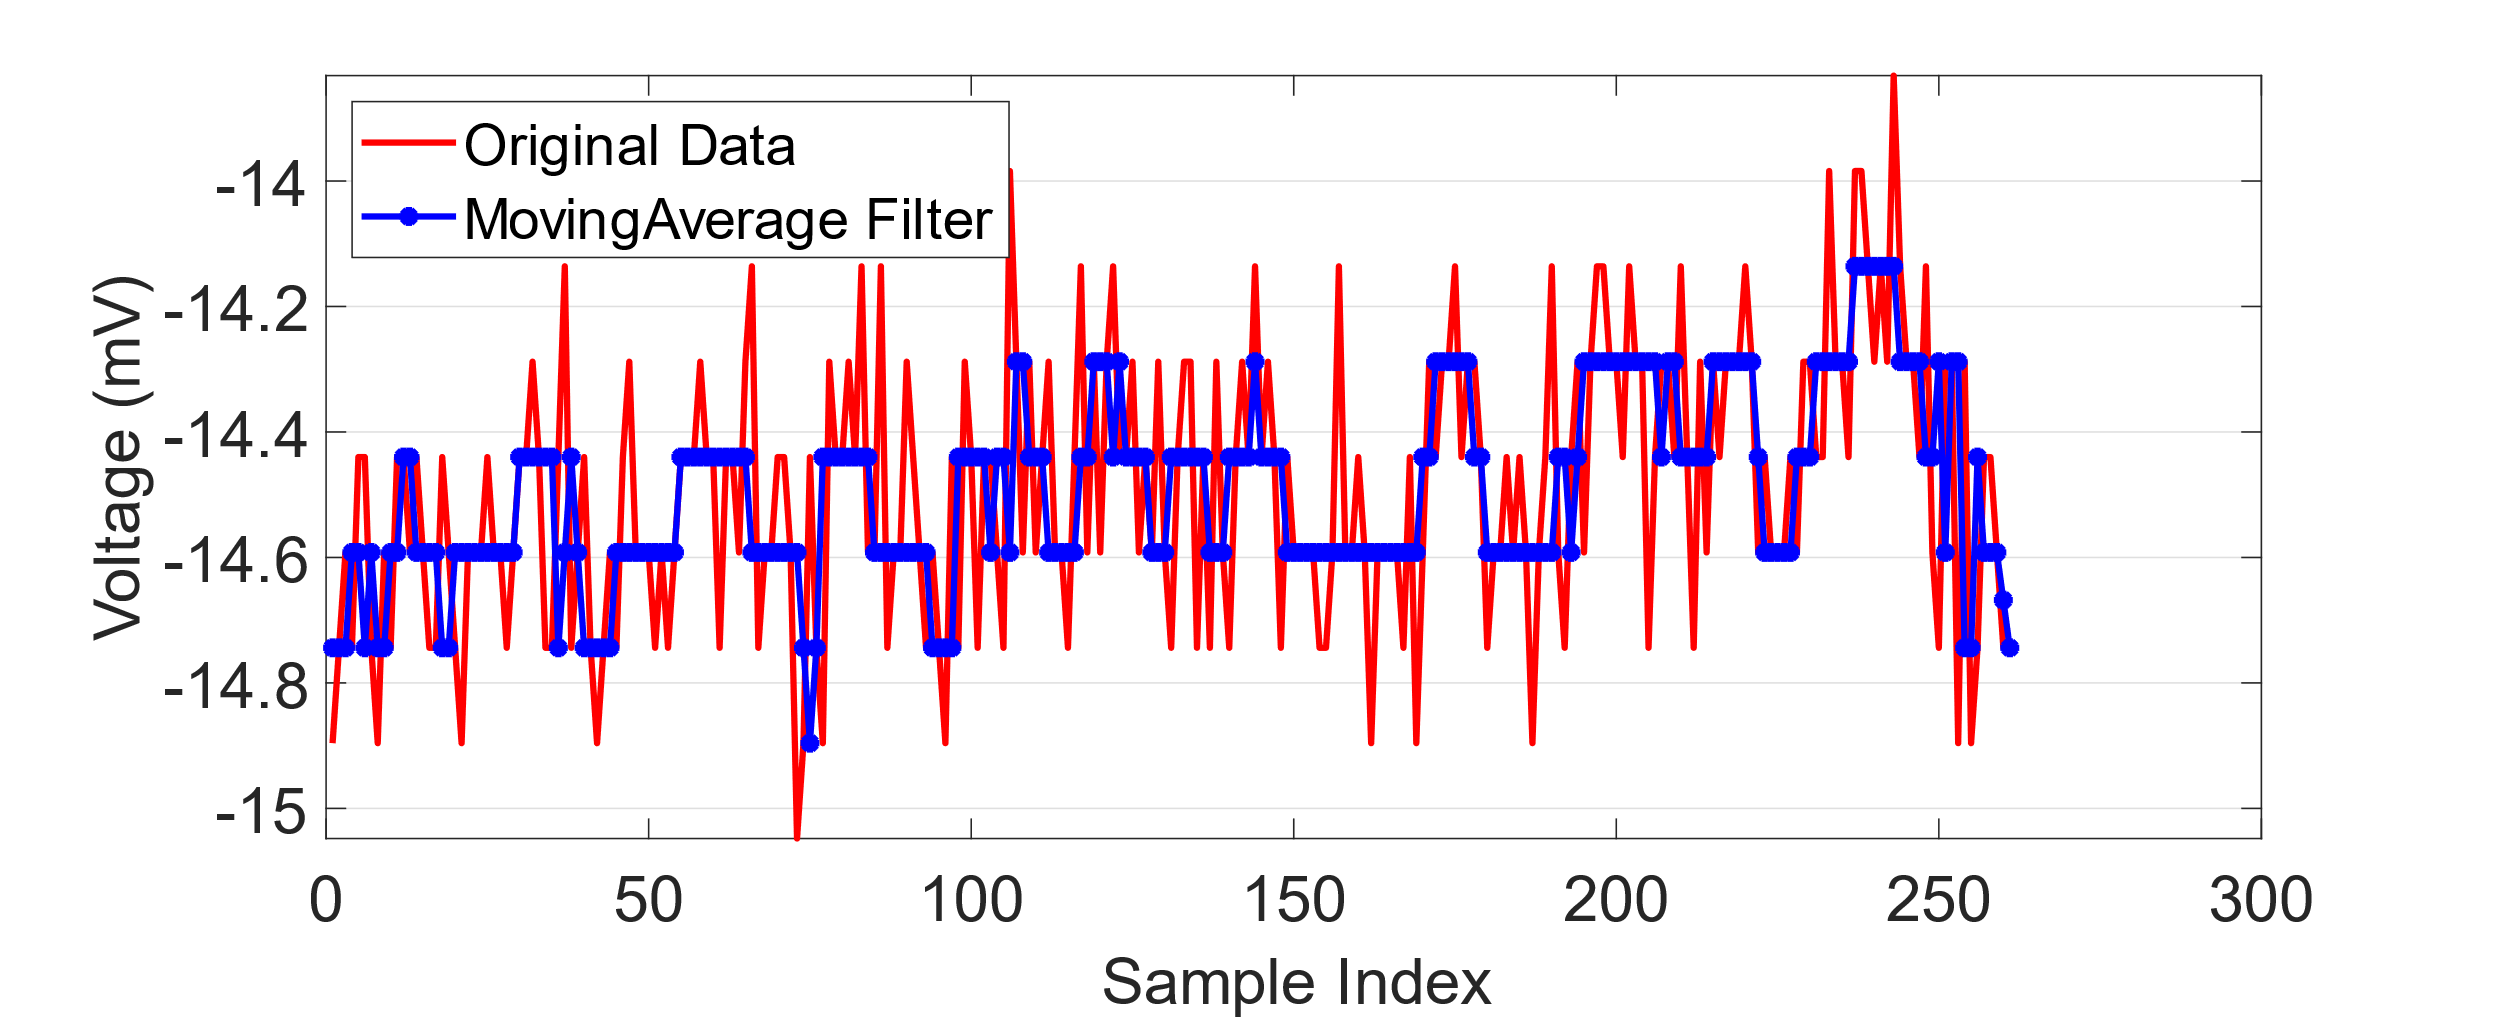 Original Data
MovingAverage Filter
Voltage (mV)
-14
-14.2
-14.4
-14.6
-14.8
-15
0 50 100 150 200 250 300
Sample Index